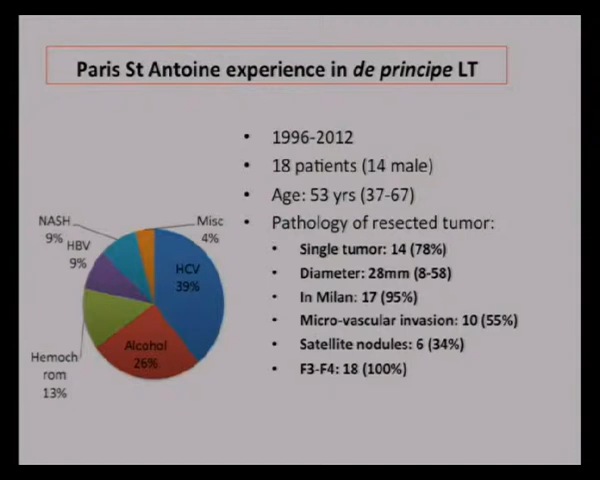 Paris St Antoine experience in de principe LT
• 1996-2012
• 18 patients (14 male)
• Age: 53 yrs (37-67)
• Pathology of resected tumor:
• Single tumor: 14 (78%)
• Diameter: 28mm (8-58)
• In Milan: 17 (95%)
• Micro-vascular invasion: 10 (55%)
• Satellite nodules: 6 (34%)
• F3-F4: 18 (100%)
NASH
9%
HBV
9%
Misc
4%
HCV
39%
Alcohol
26%
Hemoch
rom
13%